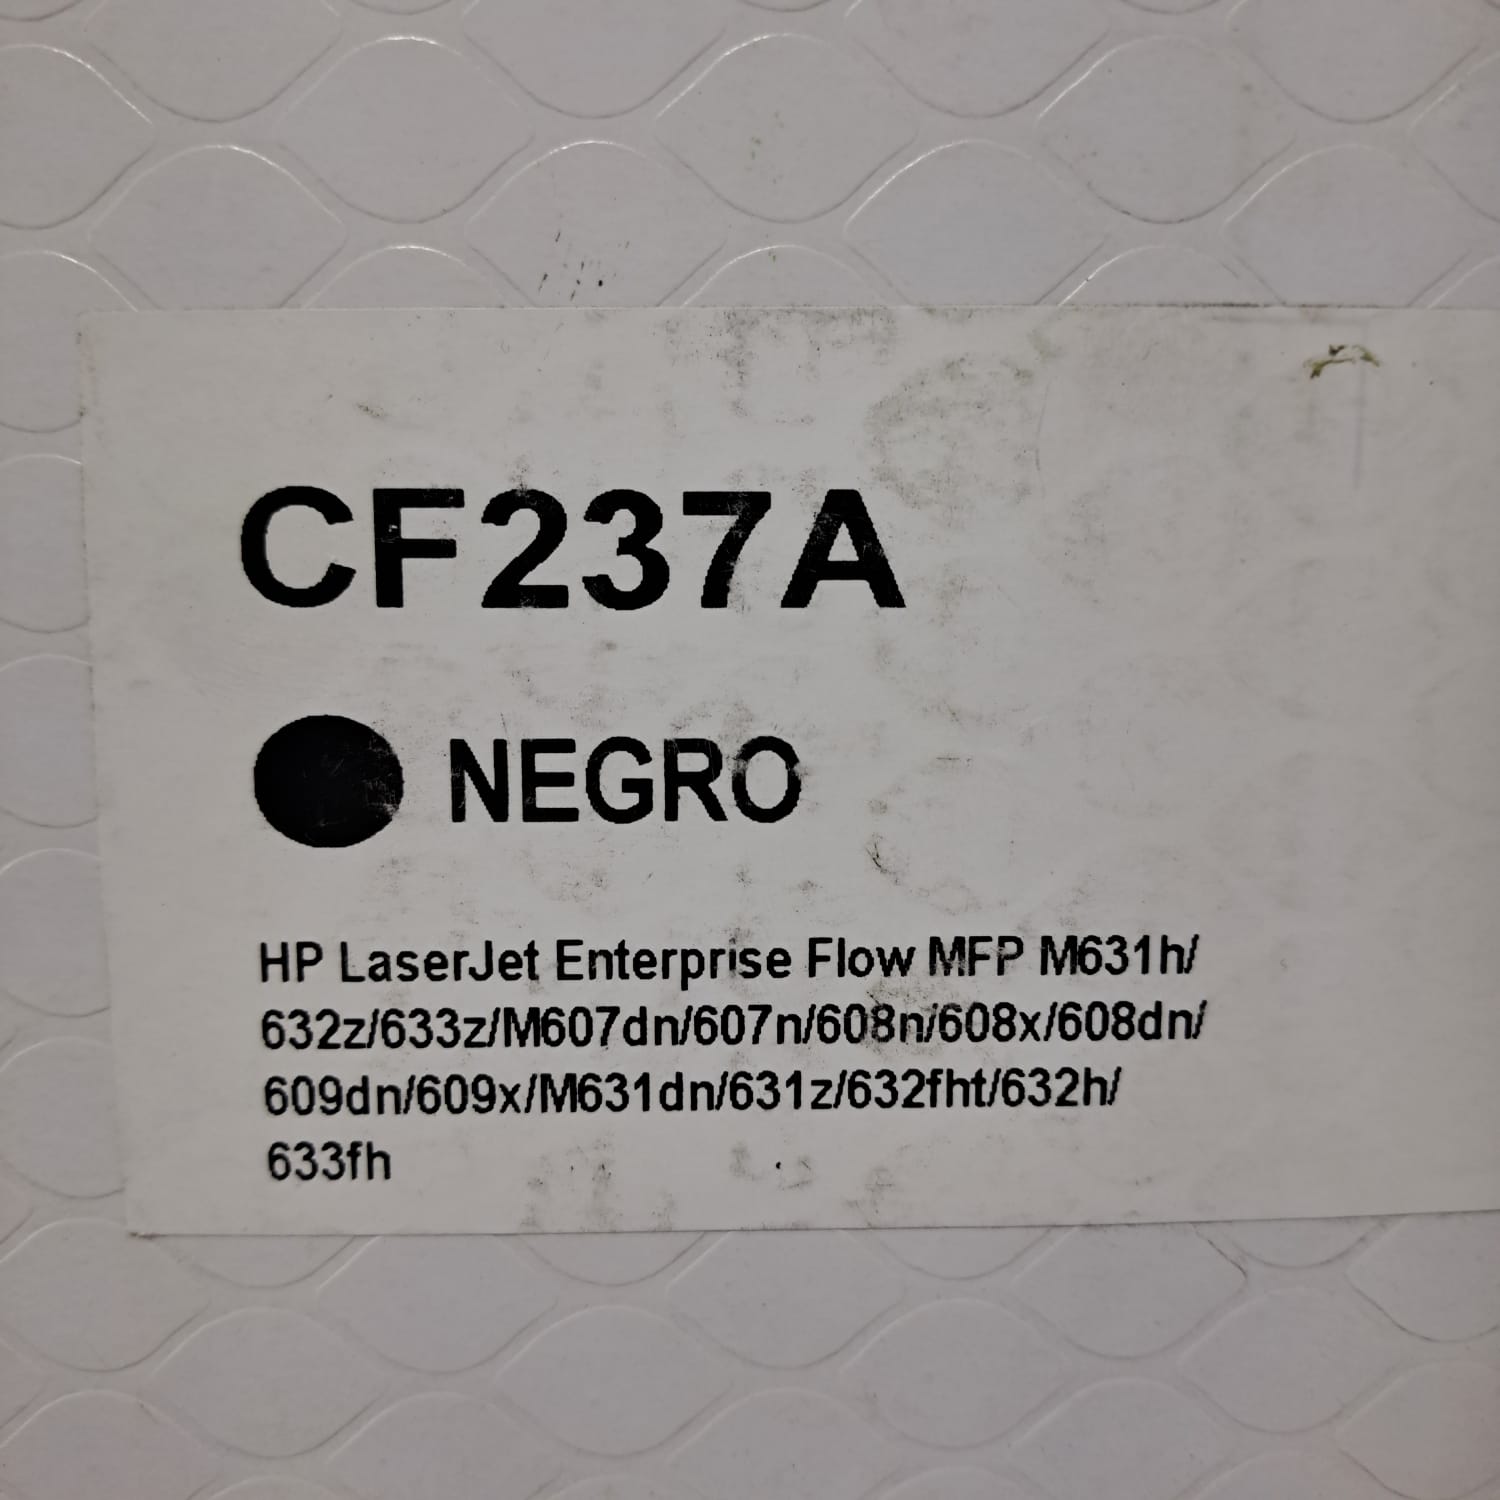 CF237A
NEGRO
HP LaserJet Enterprise Flow MFP M631h/
632z/633z/M607dn/607n/608n/608x/608dn/
609dn/609x/M631dn/631z/632fht/632h/
633fh